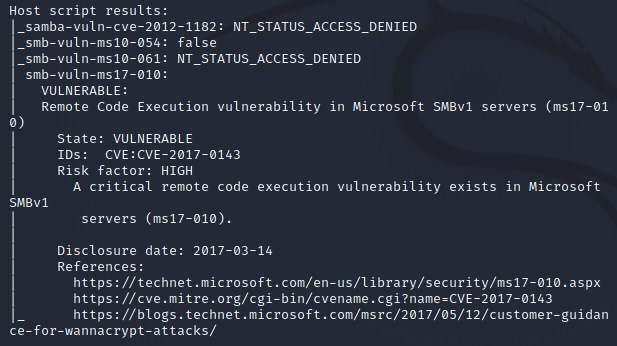 Host script results:
|_samba-vuln-cve-2012-1182: NT_STATUS_ACCESS_DENIED
|_smb-vuln-ms10-054: false
|_smb-vuln-ms10-061: NT_STATUS_ACCESS_DENIED
| smb-vuln-ms17-010:
|   VULNERABLE:
|   Remote Code Execution vulnerability in Microsoft SMBv1 servers (ms17-01
0)
|     State: VULNERABLE
|     IDs:  CVE:CVE-2017-0143
|     Risk factor: HIGH
|       A critical remote code execution vulnerability exists in Microsoft
SMBv1
|        servers (ms17-010).
|
|     Disclosure date: 2017-03-14
|     References:
|       https://technet.microsoft.com/en-us/library/security/ms17-010.aspx
|       https://cve.mitre.org/cgi-bin/cvename.cgi?name=CVE-2017-0143
|_      https://blogs.technet.microsoft.com/msrc/2017/05/12/customer-guidan
ce-for-wannacrypt-attacks/